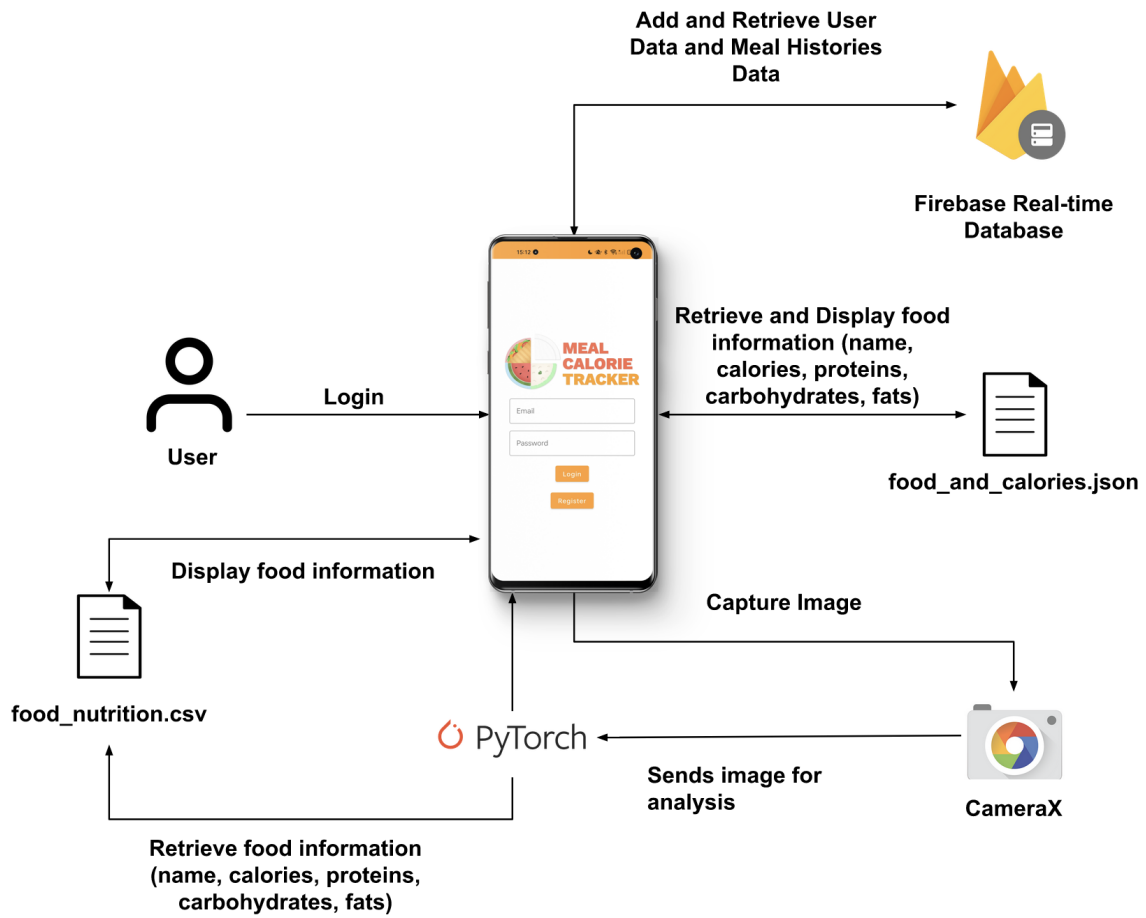 Add and Retrieve User
Data and Meal Histories
Data
Firebase Real-time
Database
15:12
MEAL
CALORIE
TRACKER
Email
Password
Login
Register
Retrieve and Display food
information (name,
calories, proteins,
carbohydrates, fats)
food_and_calories.json
Login
User
Display food information
food_nutrition.csv
Capture Image
PyTorch
Sends image for
analysis
CameraX
Retrieve food information
(name, calories, proteins,
carbohydrates, fats)